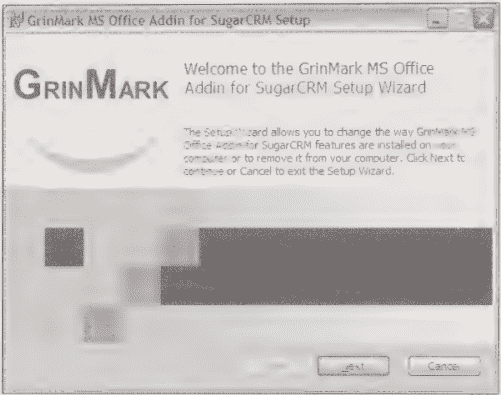 GrinMark MS Office Addin for SugarCRM Setup
GRINMARK
Welcome to the GrinMark MS Office
Addin for SugarCRM Setup Wizard
The Setup Wizard allows you to change the way GrinMark MS
Office Addin for SugarCRM features are installed on your
computer or to remove it from your computer. Click Next to
continue or Cancel to exit the Setup Wizard.
Next
Cancel